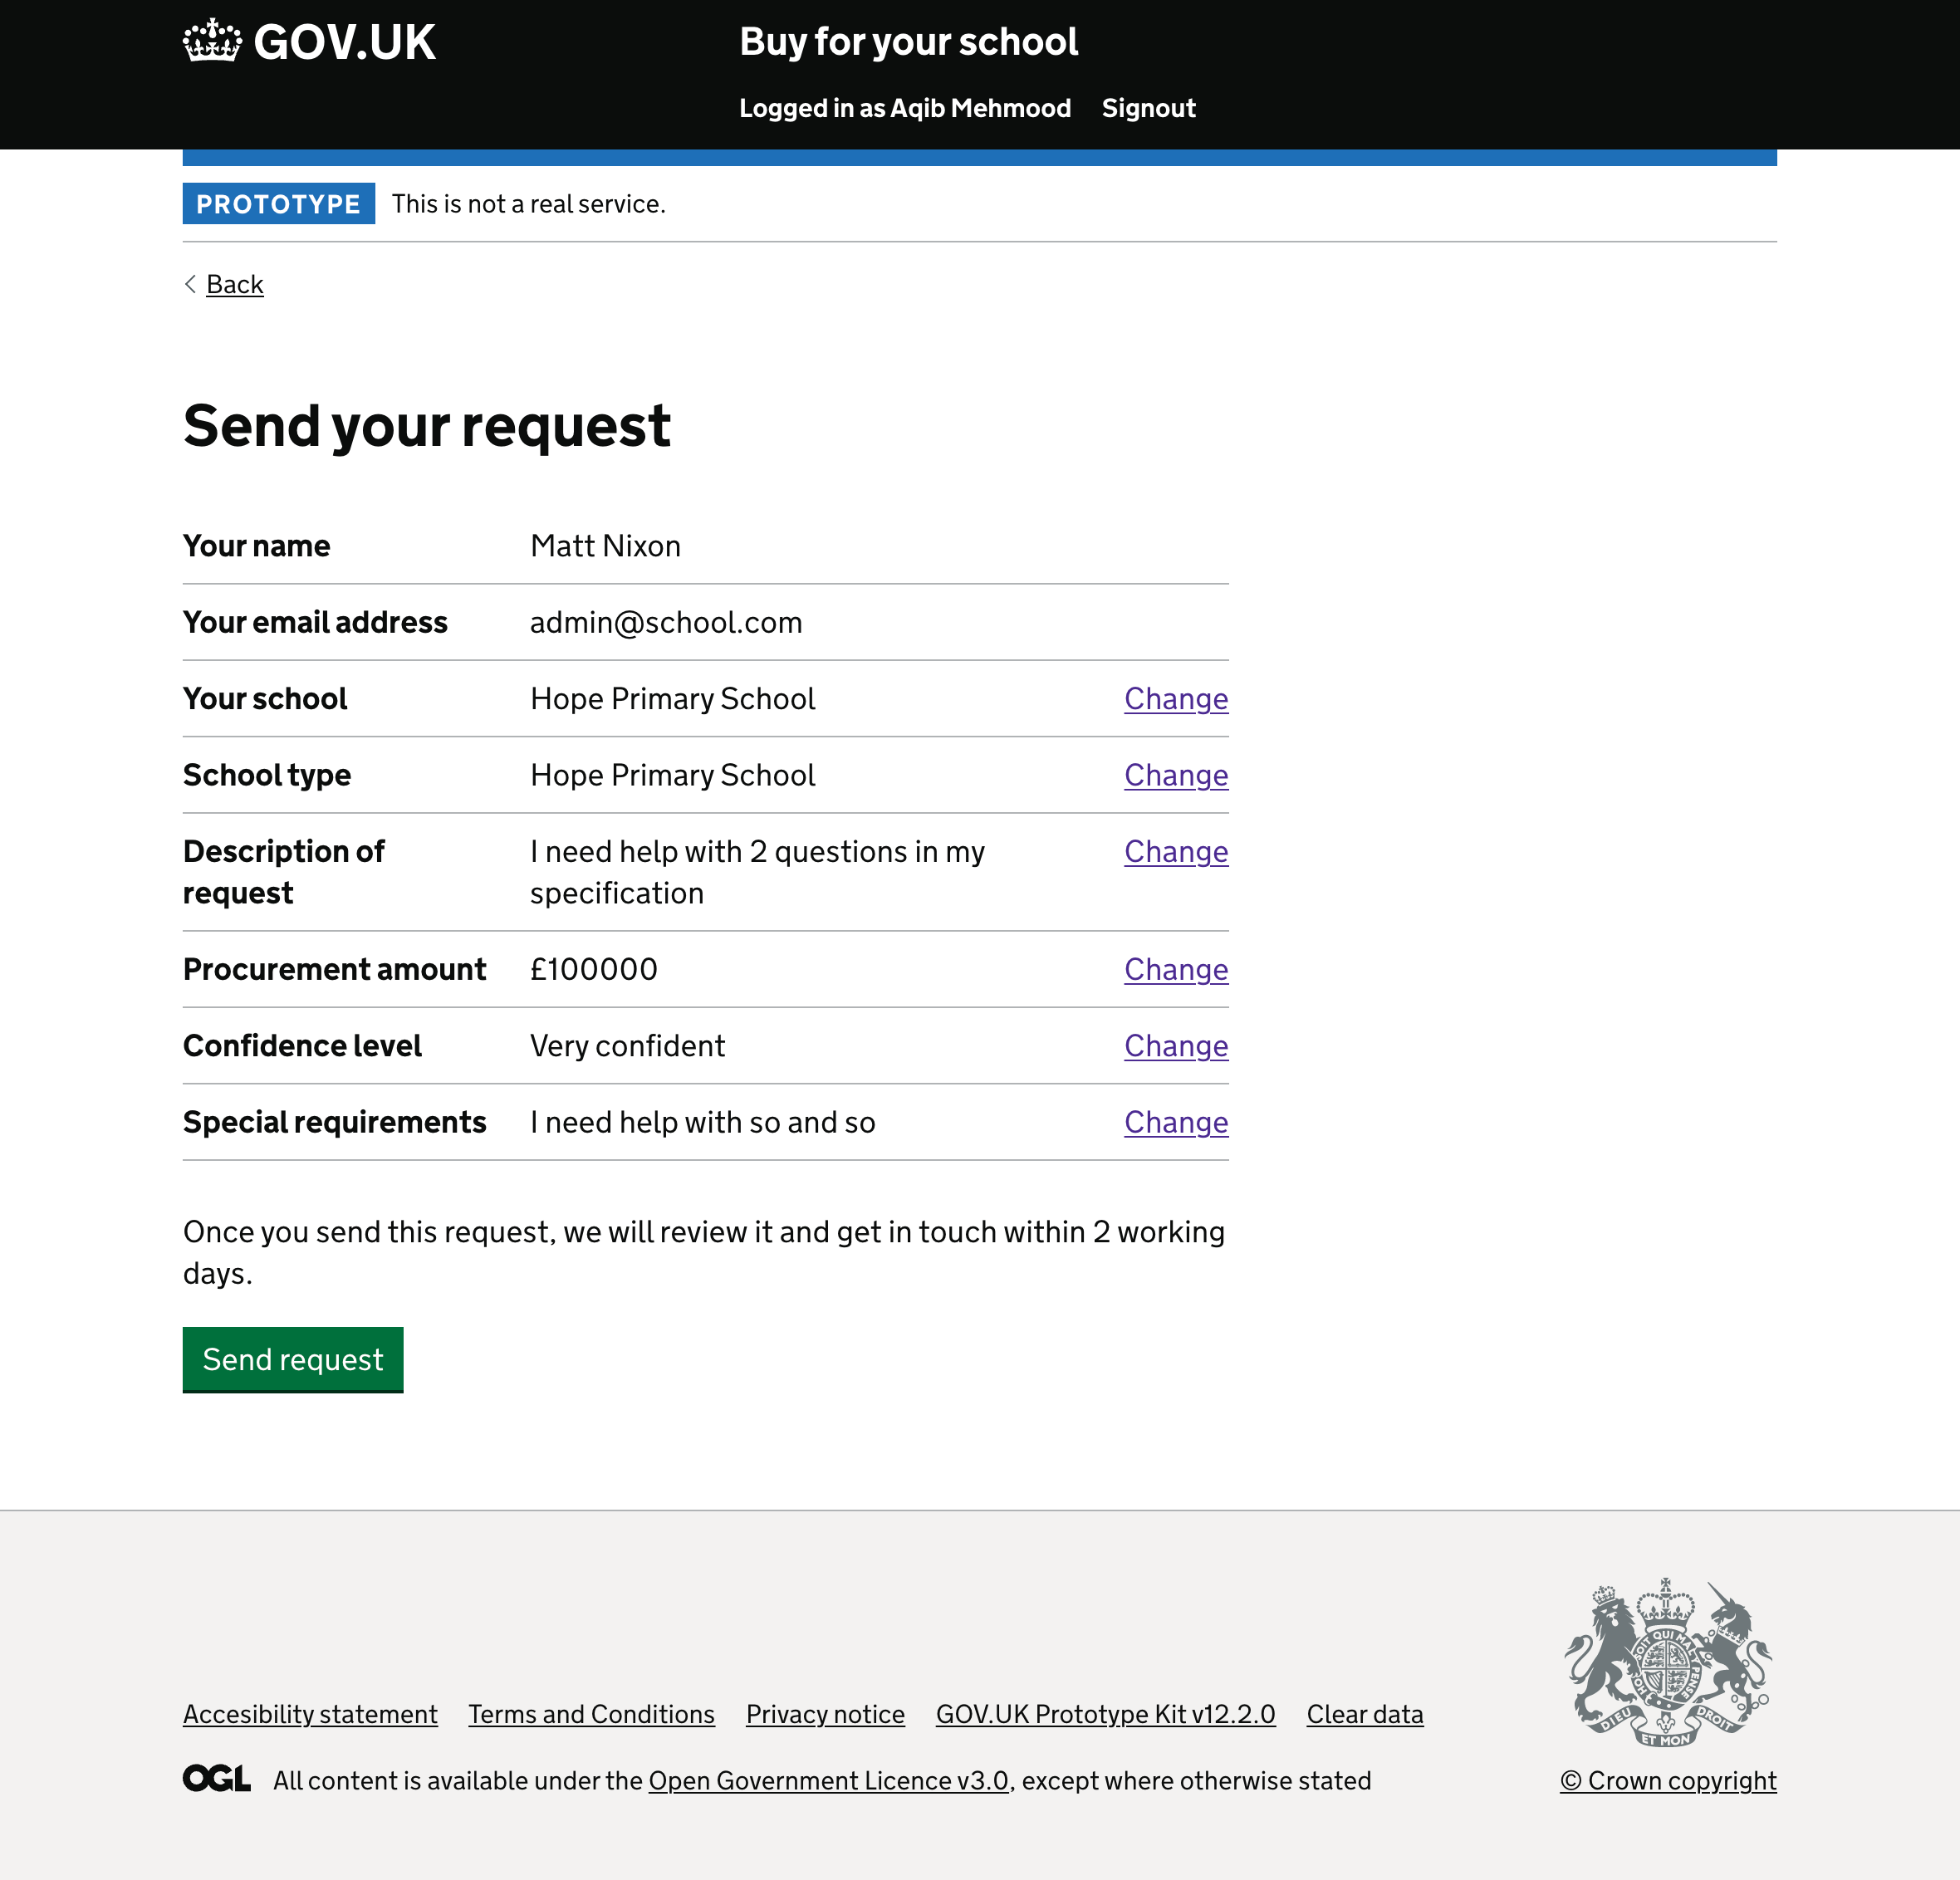 GOV.UK
Buy for your school
Logged in as Aqib Mehmood Signout
PROTOTYPE This is not a real service.
Back
Send your request
Your name Matt Nixon
Your email address admin@school.com
Your school Hope Primary School Change
School type Hope Primary School Change
Description of request I need help with 2 questions in my specification Change
Procurement amount £100000 Change
Confidence level Very confident Change
Special requirements I need help with so and so Change
Once you send this request, we will review it and get in touch within 2 working
days.
Send request
Accesibility statement Terms and Conditions Privacy notice GOV.UK Prototype Kit v12.2.0 Clear data
OGL All content is available under the Open Government Licence v3.0, except where otherwise stated
DIEU ET MON DROIT
© Crown copyright